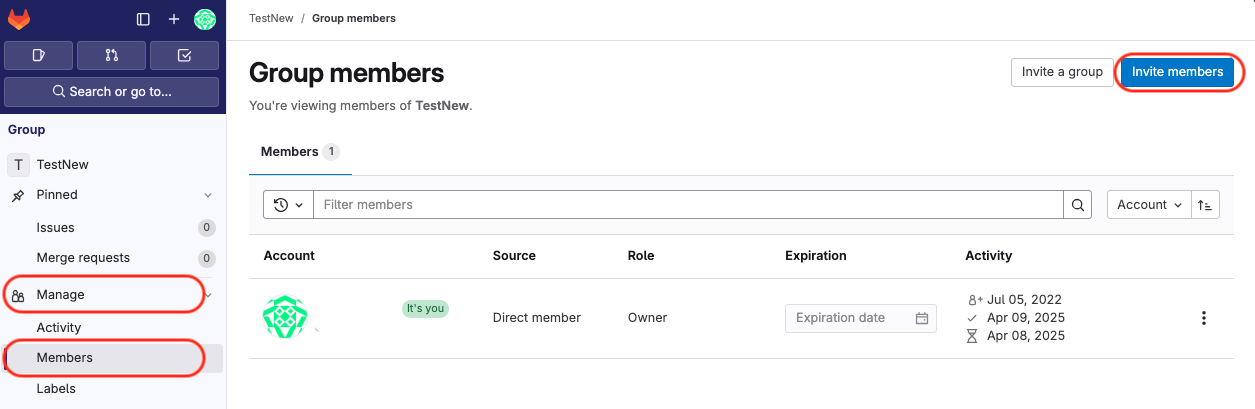 TestNew / Group members
Search or go to...
Group
T TestNew
Pinned
Issues 0
Merge requests 0
Manage
Activity
Members
Labels
Group members
Invite a group
Invite members
You're viewing members of TestNew.
Members 1
Filter members
Account
Account Source Role Expiration Activity
It's you
Direct member
Owner
Expiration date
Jul 05, 2022
Apr 09, 2025
Apr 08, 2025